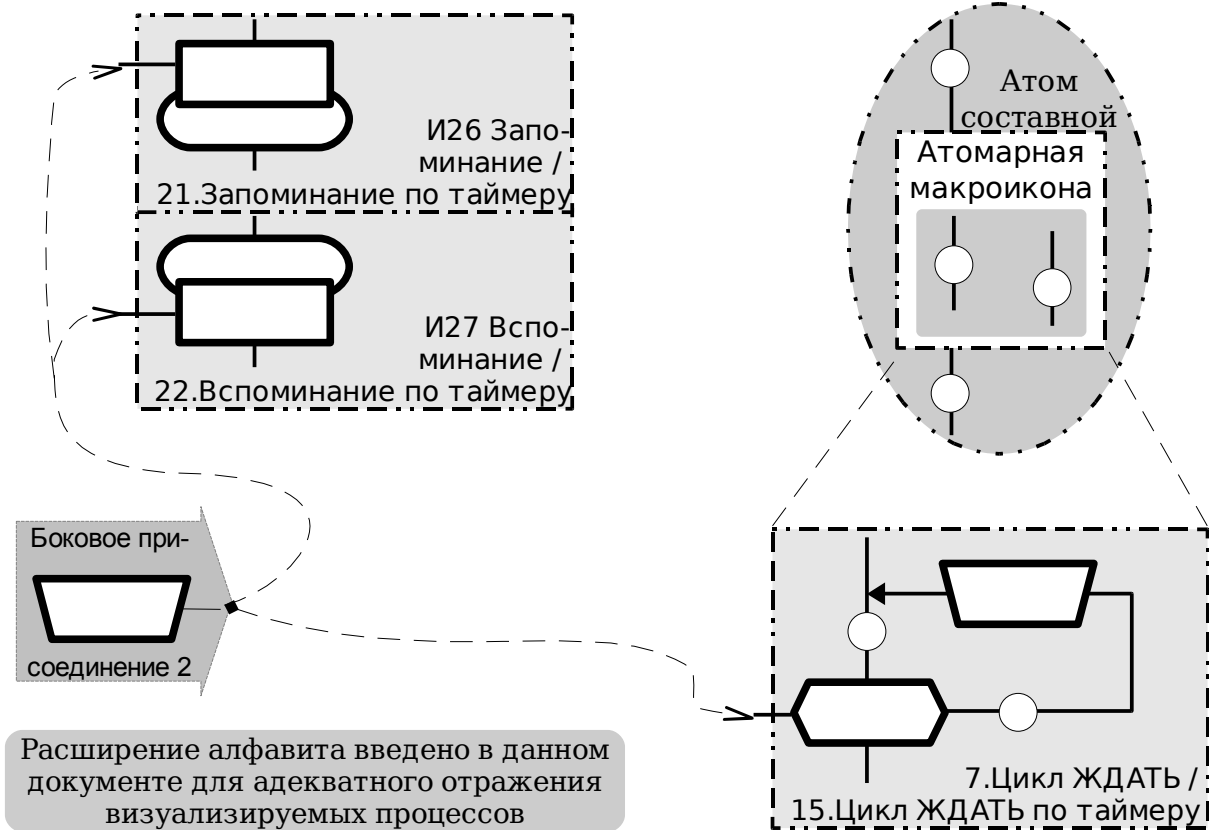 И26 Запо-
минание /
21.Запоминание по таймеру
И27 Вспо-
минание /
22.Вспоминание по таймеру
Атом
составной
Атомарная
макроикона
Боковое при-
соединение 2
7.Цикл ЖДАТЬ /
15.Цикл ЖДАТЬ по таймеру
Расширение алфавита введено в данном
документе для адекватного отражения
визуализируемых процессов